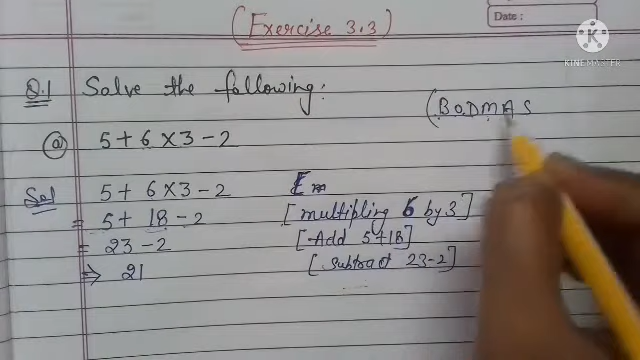 (Exercise 3.3)
Date :
KINEMASTER
Q.1 Solve the following:
(BODMAS
(a) 5 + 6 × 3 - 2
Sol 5 + 6 × 3 - 2
= 5 + 18 - 2 [multipling 6 by 3]
= 23 - 2 [Add 5+18]
⇒ 21 [subtract 23-2]